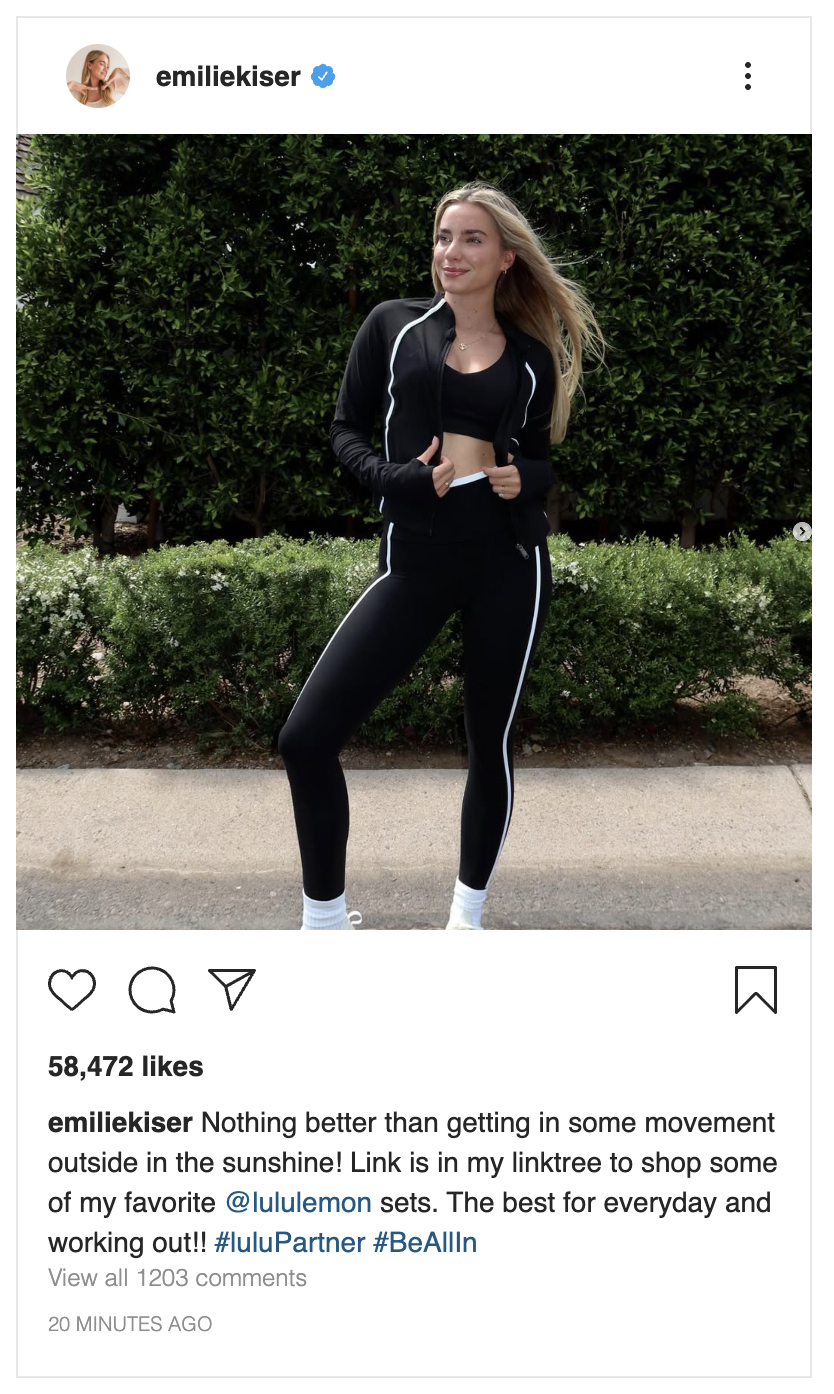 emiliekiser
58,472 likes
emiliekiser Nothing better than getting in some movement
outside in the sunshine! Link is in my linktree to shop some
of my favorite @lululemon sets. The best for everyday and
working out!! #luluPartner #BeAllIn
View all 1203 comments
20 MINUTES AGO